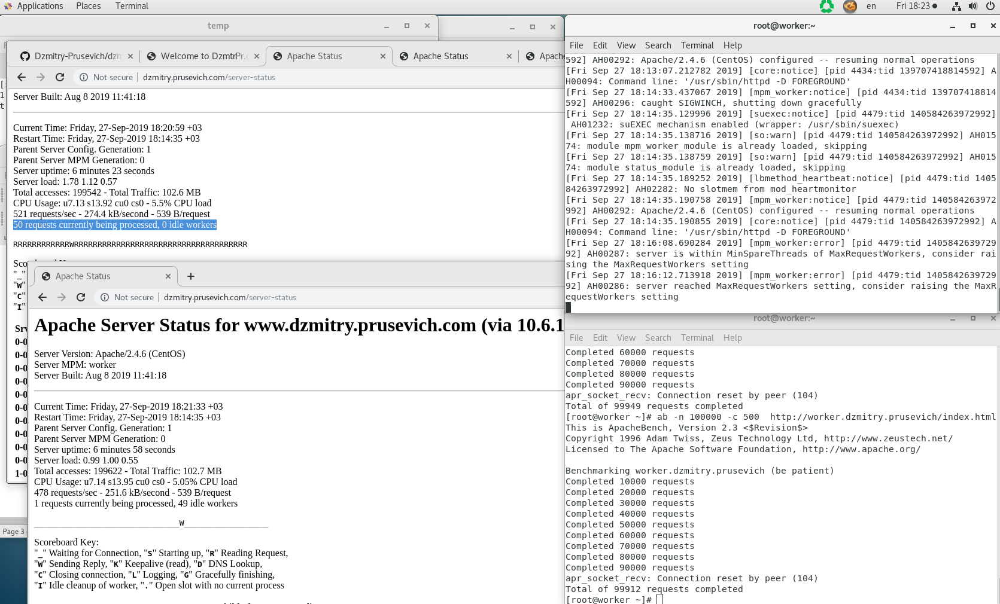 Applications Places Terminal en Fri 18:23
temp
Dzmitry-Prusevich/dzm Welcome to DzmtrPr. Apache Status Apache Status Apache
Not secure dzmitry.prusevich.com/server-status
Server Built: Aug 8 2019 11:41:18
Current Time: Friday, 27-Sep-2019 18:20:59 +03
Restart Time: Friday, 27-Sep-2019 18:14:35 +03
Parent Server Config. Generation: 1
Parent Server MPM Generation: 0
Server uptime: 6 minutes 23 seconds
Server load: 1.78 1.12 0.57
Total accesses: 199542 - Total Traffic: 102.6 MB
CPU Usage: u7.13 s13.92 cu0 cs0 - 5.5% CPU load
521 requests/sec - 274.4 kB/second - 539 B/request
50 requests currently being processed, 0 idle workers
RRRRRRRRRRRRWRRRRRRRRRRRRRRRRRRRRRRRRRRRRRRRRRRRRR
"_"
"W"
"C"
"I"
Srv
0-0
0-0
0-0
0-0
0-0
0-0
0-0
0-0
0-0
0-0
1-0
Page 3
Apache Status
Not secure dzmitry.prusevich.com/server-status
Apache Server Status for www.dzmitry.prusevich.com (via 10.6.1
Server Version: Apache/2.4.6 (CentOS)
Server MPM: worker
Server Built: Aug 8 2019 11:41:18
Current Time: Friday, 27-Sep-2019 18:21:33 +03
Restart Time: Friday, 27-Sep-2019 18:14:35 +03
Parent Server Config. Generation: 1
Parent Server MPM Generation: 0
Server uptime: 6 minutes 58 seconds
Server load: 0.99 1.00 0.55
Total accesses: 199622 - Total Traffic: 102.7 MB
CPU Usage: u7.14 s13.95 cu0 cs0 - 5.05% CPU load
478 requests/sec - 251.6 kB/second - 539 B/request
1 requests currently being processed, 49 idle workers
_______________________________W__________________
Scoreboard Key:
"_" Waiting for Connection, "S" Starting up, "R" Reading Request,
"W" Sending Reply, "K" Keepalive (read), "D" DNS Lookup,
"C" Closing connection, "L" Logging, "G" Gracefully finishing,
"I" Idle cleanup of worker, "." Open slot with no current process
root@worker:~
File Edit View Search Terminal Help
592] AH00292: Apache/2.4.6 (CentOS) configured -- resuming normal operations
[Fri Sep 27 18:13:07.212782 2019] [core:notice] [pid 4434:tid 139707418814592] A
H00094: Command line: '/usr/sbin/httpd -D FOREGROUND'
[Fri Sep 27 18:14:33.437067 2019] [mpm_worker:notice] [pid 4434:tid 139707418814
592] AH00296: caught SIGWINCH, shutting down gracefully
[Fri Sep 27 18:14:35.129996 2019] [suexec:notice] [pid 4479:tid 140584263972992]
 AH01232: suEXEC mechanism enabled (wrapper: /usr/sbin/suexec)
[Fri Sep 27 18:14:35.138716 2019] [so:warn] [pid 4479:tid 140584263972992] AH015
74: module mpm_worker_module is already loaded, skipping
[Fri Sep 27 18:14:35.138759 2019] [so:warn] [pid 4479:tid 140584263972992] AH015
74: module status_module is already loaded, skipping
[Fri Sep 27 18:14:35.189252 2019] [lbmethod_heartbeat:notice] [pid 4479:tid 1405
84263972992] AH02282: No slotmem from mod_heartmonitor
[Fri Sep 27 18:14:35.190758 2019] [mpm_worker:notice] [pid 4479:tid 140584263972
992] AH00292: Apache/2.4.6 (CentOS) configured -- resuming normal operations
[Fri Sep 27 18:14:35.190855 2019] [core:notice] [pid 4479:tid 140584263972992] A
H00094: Command line: '/usr/sbin/httpd -D FOREGROUND'
[Fri Sep 27 18:16:08.690284 2019] [mpm_worker:error] [pid 4479:tid 1405842639729
92] AH00287: server is within MinSpareThreads of MaxRequestWorkers, consider rai
sing the MaxRequestWorkers setting
[Fri Sep 27 18:16:12.713918 2019] [mpm_worker:error] [pid 4479:tid 1405842639729
92] AH00286: server reached MaxRequestWorkers setting, consider raising the MaxR
equestWorkers setting
root@worker:~
File Edit View Search Terminal Help
Completed 60000 requests
Completed 70000 requests
Completed 80000 requests
Completed 90000 requests
apr_socket_recv: Connection reset by peer (104)
Total of 99949 requests completed
[root@worker ~]# ab -n 100000 -c 500  http://worker.dzmitry.prusevich/index.html
This is ApacheBench, Version 2.3 <$Revision$>
Copyright 1996 Adam Twiss, Zeus Technology Ltd, http://www.zeustech.net/
Licensed to The Apache Software Foundation, http://www.apache.org/
Benchmarking worker.dzmitry.prusevich (be patient)
Completed 10000 requests
Completed 20000 requests
Completed 30000 requests
Completed 40000 requests
Completed 50000 requests
Completed 60000 requests
Completed 70000 requests
Completed 80000 requests
Completed 90000 requests
apr_socket_recv: Connection reset by peer (104)
Total of 99912 requests completed
[root@worker ~]#